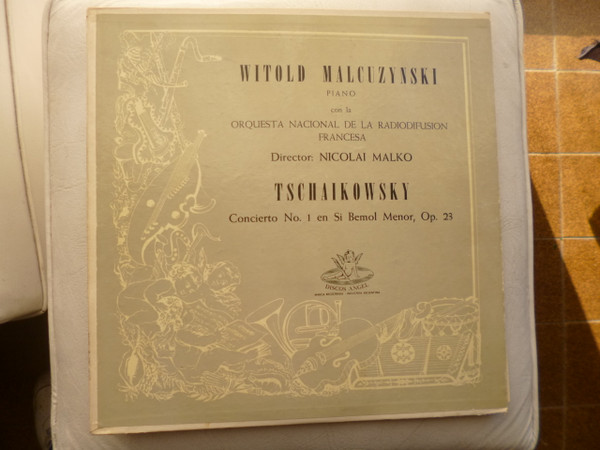 WITOLD MALCUZYNSKI
PIANO
con la
ORQUESTA NACIONAL DE LA RADIODIFUSION
FRANCESA
Director: NICOLAI MALKO
TSCHAIKOWSKY
Concierto No. 1 en Si Bemol Menor, Op. 23
DISCOS ANGEL